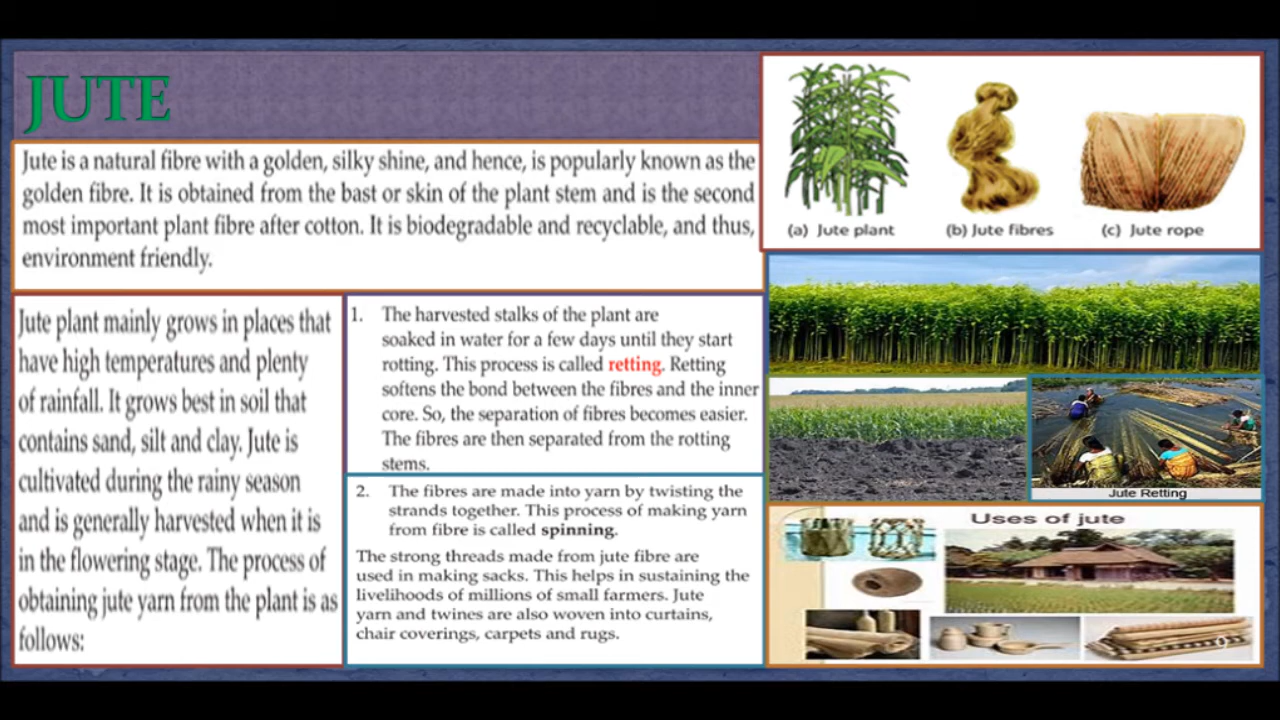 JUTE
Jute is a natural fibre with a golden, silky shine, and hence, is popularly known as the
golden fibre. It is obtained from the bast or skin of the plant stem and is the second
most important plant fibre after cotton. It is biodegradable and recyclable, and thus,
environment friendly.
(a) Jute plant
(b) Jute fibres
(c) Jute rope
Jute plant mainly grows in places that
have high temperatures and plenty
of rainfall. It grows best in soil that
contains sand, silt and clay. Jute is
cultivated during the rainy season
and is generally harvested when it is
in the flowering stage. The process of
obtaining jute yarn from the plant is as
follows:
1. The harvested stalks of the plant are
soaked in water for a few days until they start
rotting. This process is called retting. Retting
softens the bond between the fibres and the inner
core. So, the separation of fibres becomes easier.
The fibres are then separated from the rotting
stems.
2. The fibres are made into yarn by twisting the
strands together. This process of making yarn
from fibre is called spinning.
The strong threads made from jute fibre are
used in making sacks. This helps in sustaining the
livelihoods of millions of small farmers. Jute
yarn and twines are also woven into curtains,
chair coverings, carpets and rugs.
Jute Retting
Uses of jute